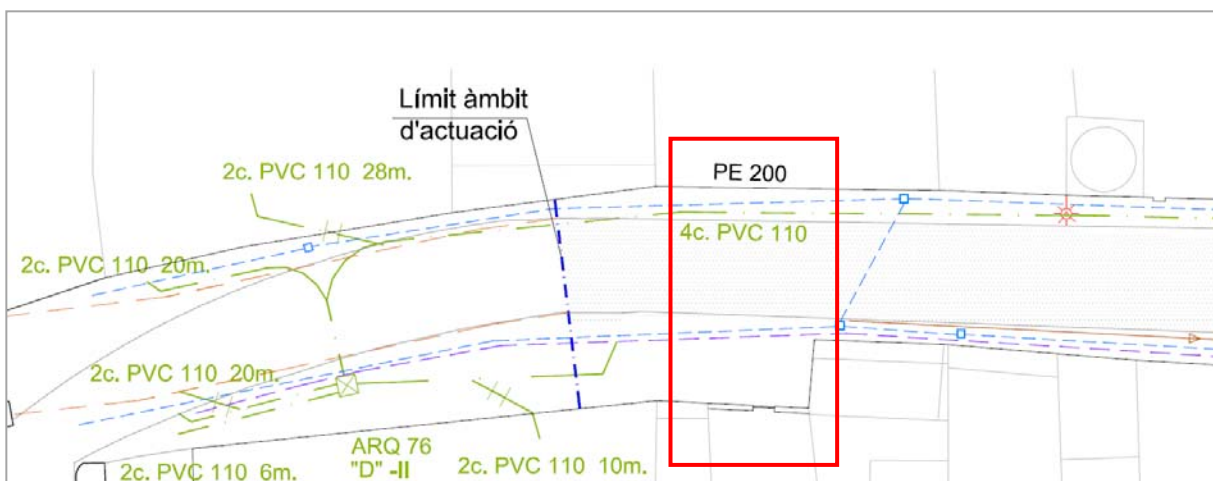 Límit àmbit
d'actuació
2c. PVC 110 28m.
PE 200
4c. PVC 110
2c. PVC 110 20m.
2c. PVC 110 20m.
ARQ 76
"D" -II
2c. PVC 110 6m.
2c. PVC 110 10m.